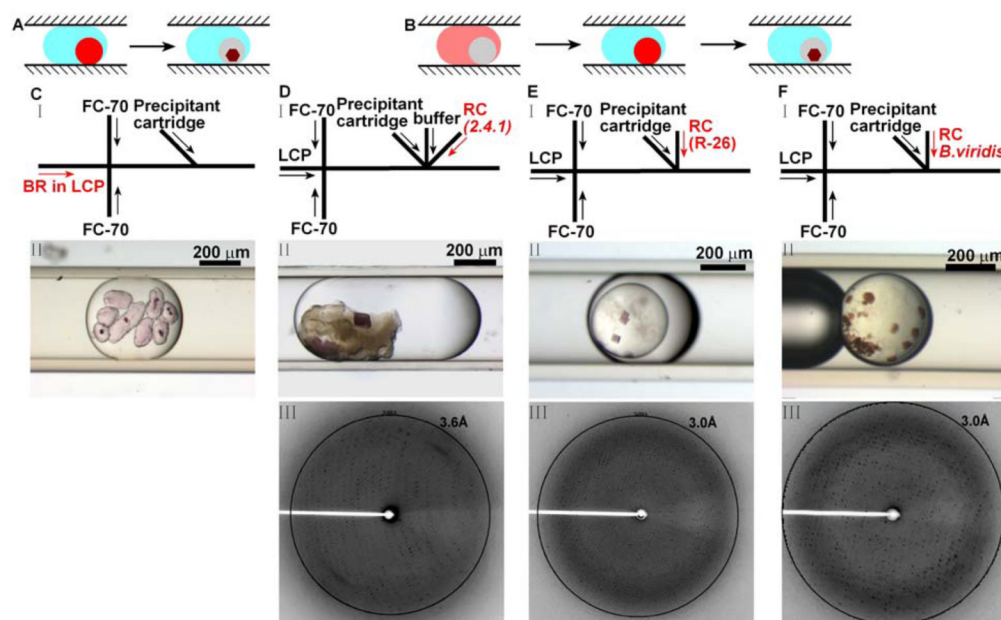 A
B
C
I
FC-70
Precipitant
cartridge
BR in LCP
FC-70
D
I
FC-70
Precipitant
cartridge
buffer
RC
(2.4.1)
LCP
FC-70
E
I
FC-70
Precipitant
cartridge
RC
(R-26)
LCP
FC-70
F
I
FC-70
Precipitant
cartridge
RC
B.viridis
LCP
FC-70
II
200 μm
II
200 μm
II
200 μm
II
200 μm
III
3.6Å
III
3.0Å
III
3.0Å